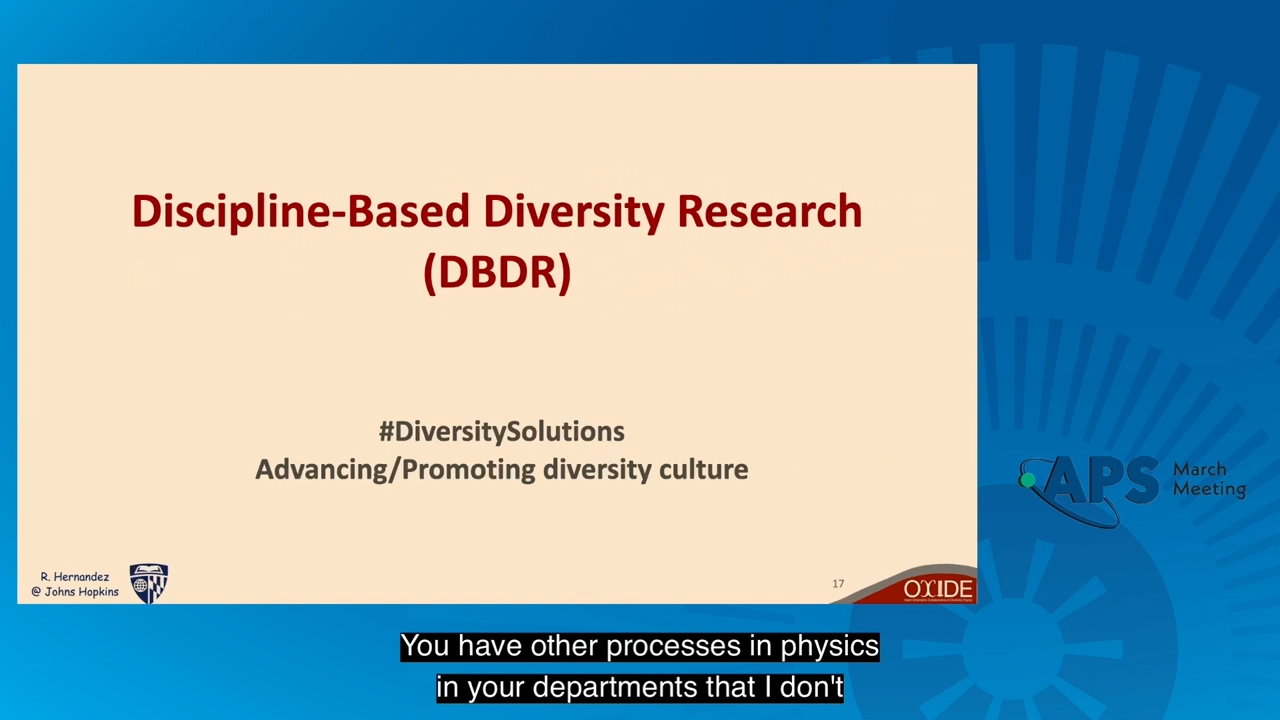 Discipline-Based Diversity Research
(DBDR)
#DiversitySolutions
Advancing/Promoting diversity culture
R. Hernandez
@ Johns Hopkins
17
OXIDE
APS March
Meeting
You have other processes in physics
in your departments that I don't